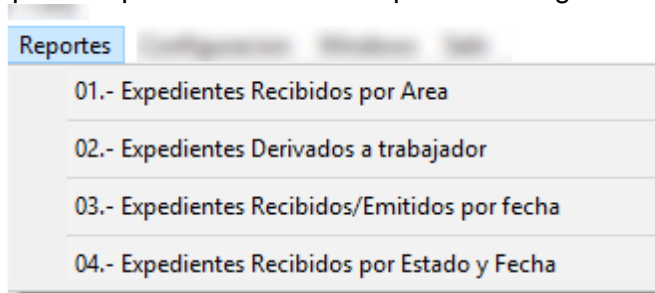 Reportes
01.- Expedientes Recibidos por Area
02.- Expedientes Derivados a trabajador
03.- Expedientes Recibidos/Emitidos por fecha
04.- Expedientes Recibidos por Estado y Fecha